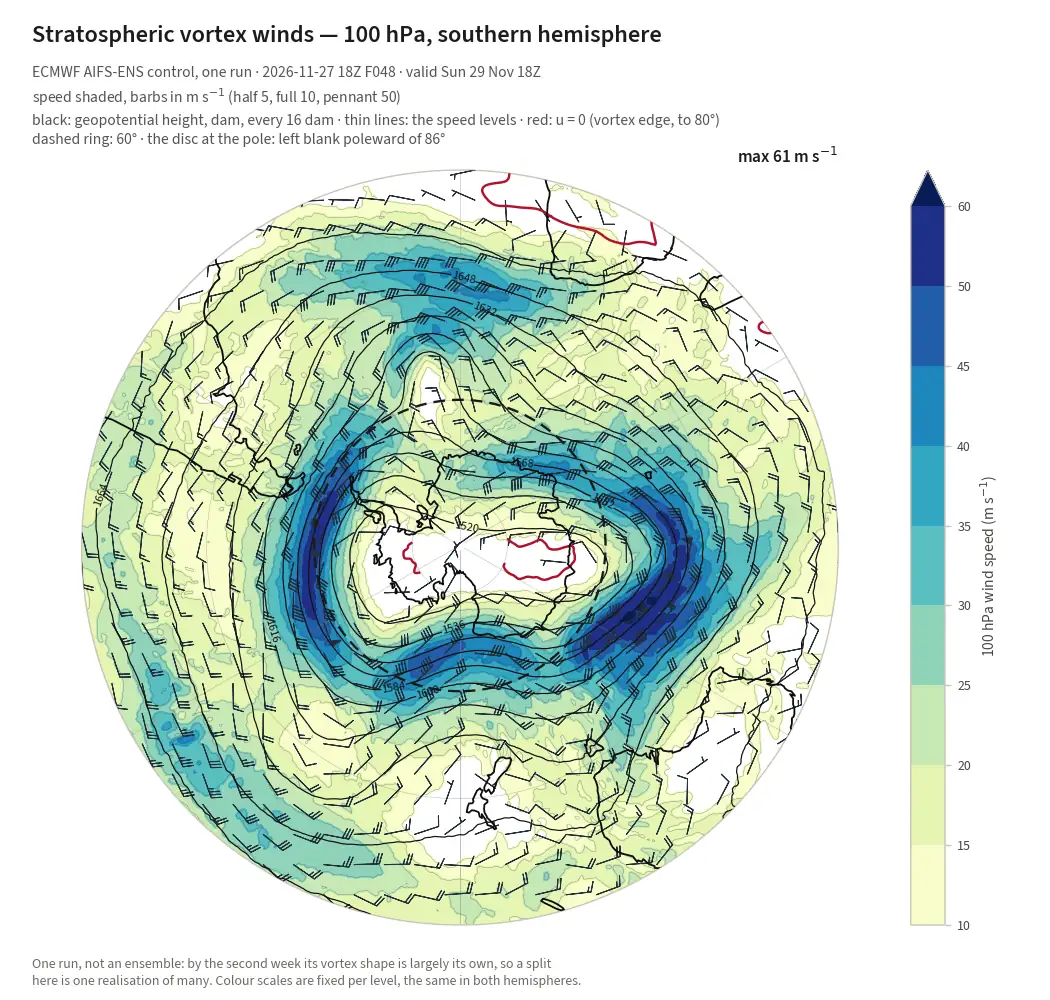 Stratospheric vortex winds — 100 hPa, southern hemisphere
ECMWF AIFS-ENS control, one run · 2026-11-27 18Z F048 · valid Sun 29 Nov 18Z
speed shaded, barbs in m s⁻¹ (half 5, full 10, pennant 50)
black: geopotential height, dam, every 16 dam · thin lines: the speed levels · red: u = 0 (vortex edge, to 80°)
dashed ring: 60° · the disc at the pole: left blank poleward of 86°
max 61 m s⁻¹
60
50
45
40
35
30
25
20
15
10
100 hPa wind speed (m s⁻¹)
1648
1632
1568
1520
1536
1616
1584
1600
1664
One run, not an ensemble: by the second week its vortex shape is largely its own, so a split
here is one realisation of many. Colour scales are fixed per level, the same in both hemispheres.